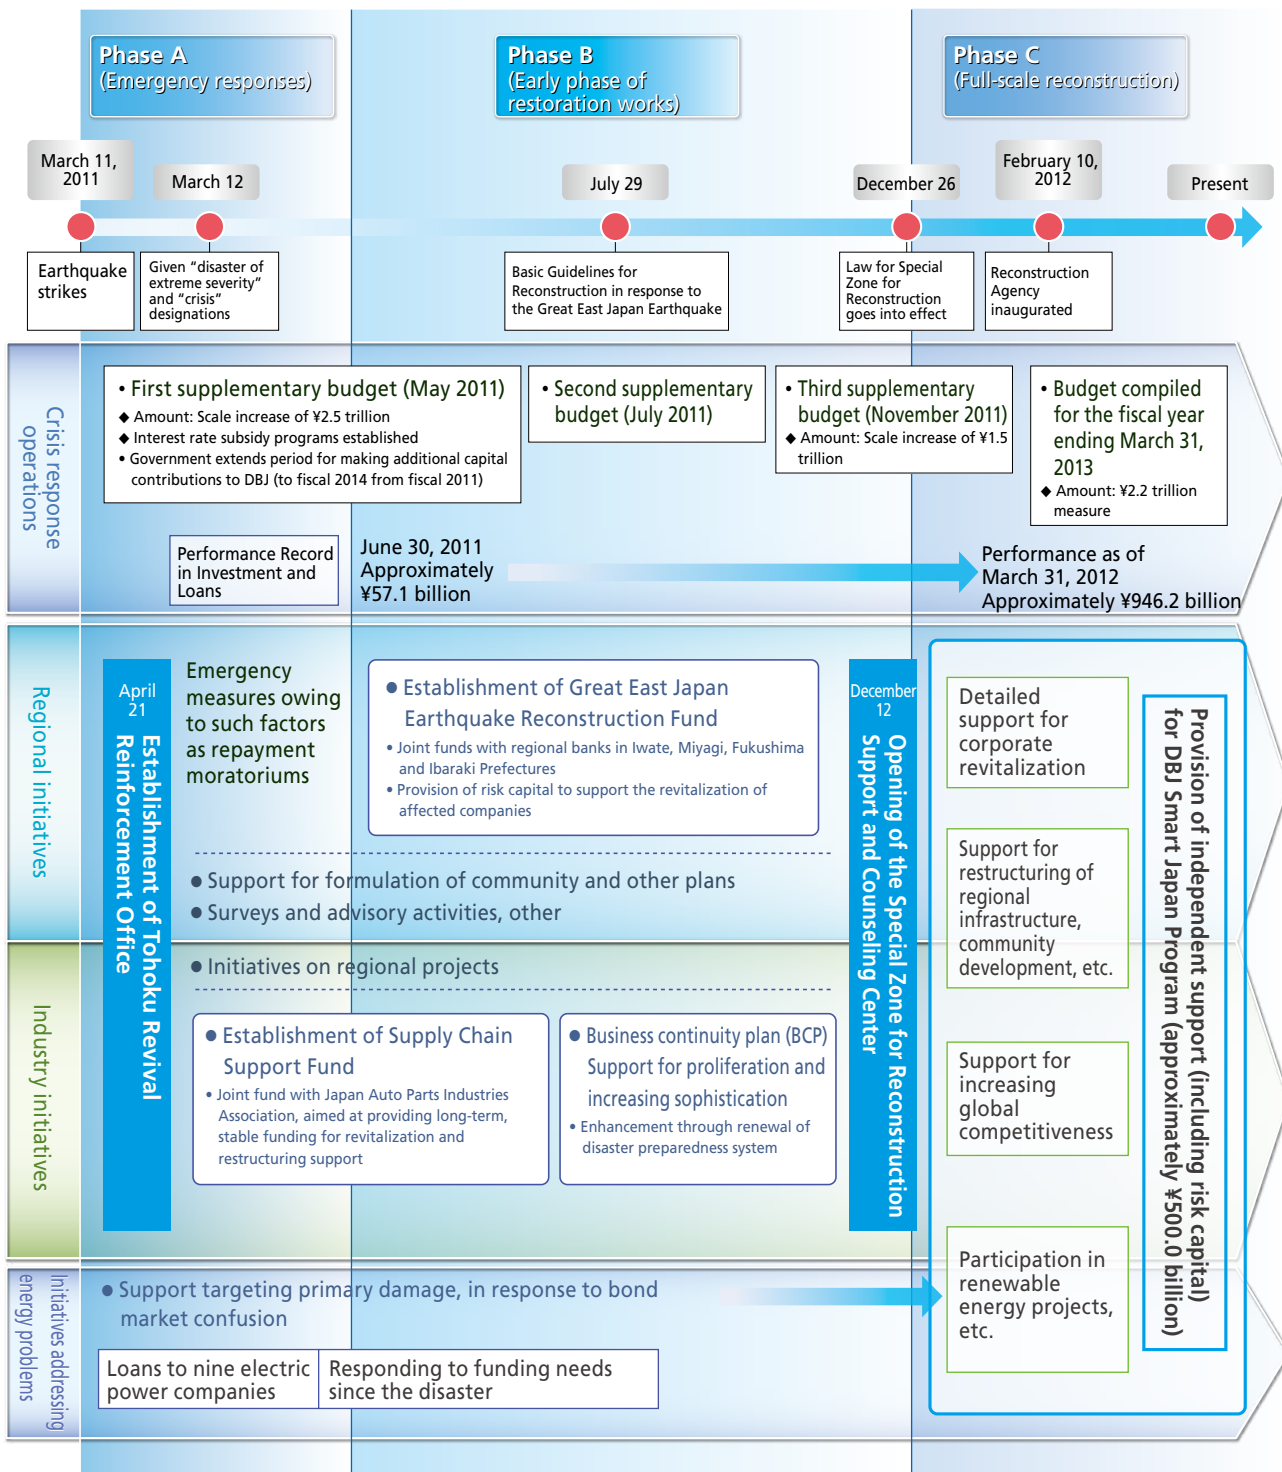 Phase A
(Emergency responses)
Phase B
(Early phase of
restoration works)
Phase C
(Full-scale reconstruction)
March 11,
2011
March 12
July 29
December 26
February 10,
2012
Present
Earthquake
strikes
Given “disaster of
extreme severity”
and “crisis”
designations
Basic Guidelines for
Reconstruction in response to
the Great East Japan Earthquake
Law for Special
Zone for
Reconstruction
goes into effect
Reconstruction
Agency
inaugurated
Crisis response
operations
• First supplementary budget (May 2011)
◆ Amount: Scale increase of ¥2.5 trillion
◆ Interest rate subsidy programs established
• Government extends period for making additional capital
contributions to DBJ (to fiscal 2014 from fiscal 2011)
• Second supplementary
budget (July 2011)
• Third supplementary
budget (November 2011)
◆ Amount: Scale increase of ¥1.5
trillion
• Budget compiled
for the fiscal year
ending March 31,
2013
◆ Amount: ¥2.2 trillion
measure
Performance Record
in Investment and
Loans
June 30, 2011
Approximately
¥57.1 billion
Performance as of
March 31, 2012
Approximately ¥946.2 billion
Regional initiatives
April
21
Establishment of Tohoku Revival
Reinforcement Office
Emergency
measures owing
to such factors
as repayment
moratoriums
● Establishment of Great East Japan
Earthquake Reconstruction Fund
• Joint funds with regional banks in Iwate, Miyagi, Fukushima
and Ibaraki Prefectures
• Provision of risk capital to support the revitalization of
affected companies
● Support for formulation of community and other plans
● Surveys and advisory activities, other
December
12
Opening of the Special Zone for Reconstruction
Support and Counseling Center
Detailed
support for
corporate
revitalization
Support for
restructuring of
regional
infrastructure,
community
development, etc.
Provision of independent support (including risk capital)
for DBJ Smart Japan Program (approximately ¥500.0 billion)
Industry initiatives
● Initiatives on regional projects
● Establishment of Supply Chain
Support Fund
• Joint fund with Japan Auto Parts Industries
Association, aimed at providing long-term,
stable funding for revitalization and
restructuring support
● Business continuity plan (BCP)
Support for proliferation and
increasing sophistication
• Enhancement through renewal of
disaster preparedness system
Support for
increasing
global
competitiveness
Initiatives addressing
energy problems
● Support targeting primary damage, in response to bond
market confusion
Loans to nine electric
power companies
Responding to funding needs
since the disaster
Participation in
renewable
energy projects,
etc.